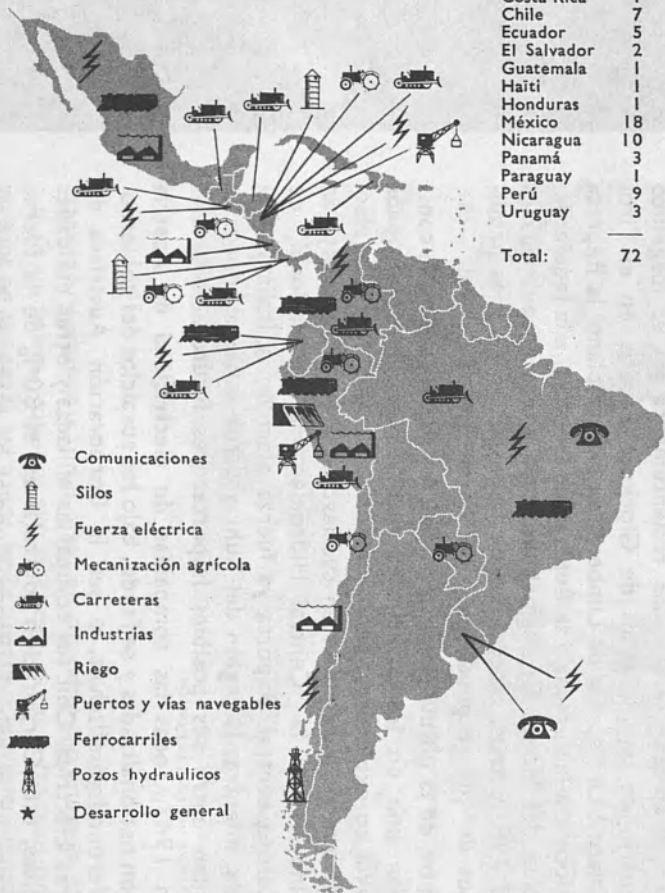 Costa Rica 4
Chile 7
Ecuador 5
El Salvador 2
Guatemala 1
Haïti 1
Honduras 1
México 18
Nicaragua 10
Panamá 3
Paraguay 1
Perú 9
Uruguay 3
Total: 72
Comunicaciones
Silos
Fuerza eléctrica
Mecanización agrícola
Carreteras
Industrias
Riego
Puertos y vías navegables
Ferrocarriles
Pozos hydraulicos
Desarrollo general